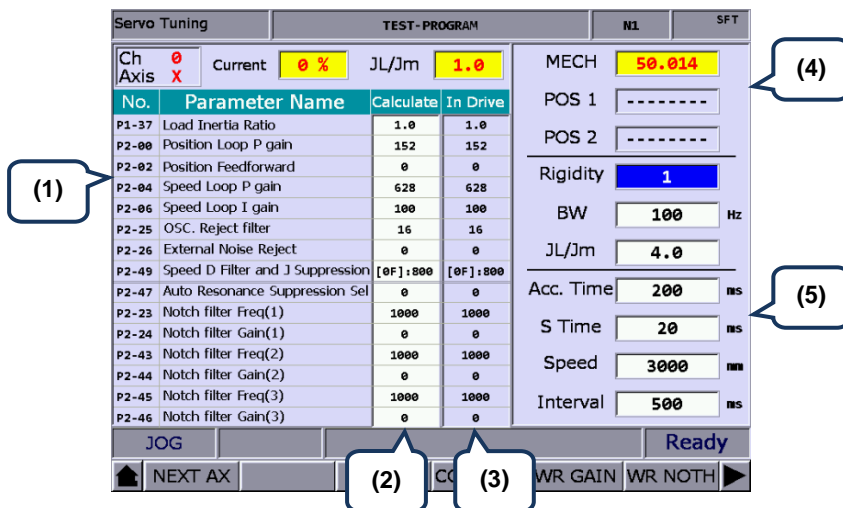 Servo Tuning TEST-PROGRAM N1 SFT
Ch 0 Current 0 % JL/Jm 1.0
Axis X
No. Parameter Name Calculate In Drive
P1-37 Load Inertia Ratio 1.0 1.0
P2-00 Position Loop P gain 152 152
P2-02 Position Feedforward 0 0
P2-04 Speed Loop P gain 628 628
P2-06 Speed Loop I gain 100 100
P2-25 OSC. Reject filter 16 16
P2-26 External Noise Reject 0 0
P2-49 Speed D Filter and J Suppression [0F]:800 [0F]:800
P2-47 Auto Resonance Suppression Sel 0 0
P2-23 Notch filter Freq(1) 1000 1000
P2-24 Notch filter Gain(1) 0 0
P2-43 Notch filter Freq(2) 1000 1000
P2-44 Notch filter Gain(2) 0 0
P2-45 Notch filter Freq(3) 1000 1000
P2-46 Notch filter Gain(3) 0 0
MECH 50.014
POS 1 --------
POS 2 --------
Rigidity 1
BW 100 Hz
JL/Jm 4.0
Acc. Time 200 ms
S Time 20 ms
Speed 3000 mm
Interval 500 ms
JOG Ready
NEXT AX WR GAIN WR NOTH
(1)
(2)
(3)
(4)
(5)